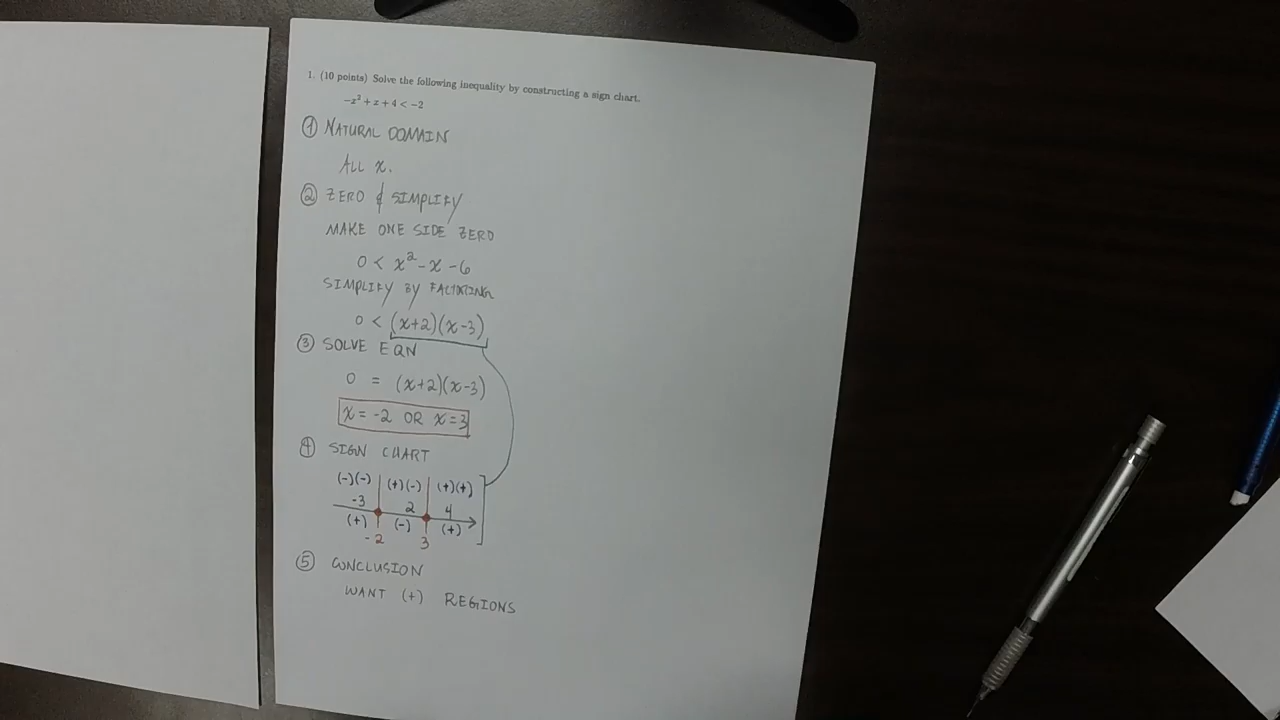 1. (10 points) Solve the following inequality by constructing a sign chart.
-x² + x + 4 < -2
① NATURAL DOMAIN
ALL x.
② ZERO & SIMPLIFY
MAKE ONE SIDE ZERO
0 < x² - x - 6
SIMPLIFY BY FACTORING
0 < (x+2)(x-3)
③ SOLVE EQN
0 = (x+2)(x-3)
x = -2 OR x = 3
④ SIGN CHART
(-)(-) (+)(-) (+)(+)
-3 2 4
(+) (-) (+)
-2 3
⑤ CONCLUSION
WANT (+) REGIONS